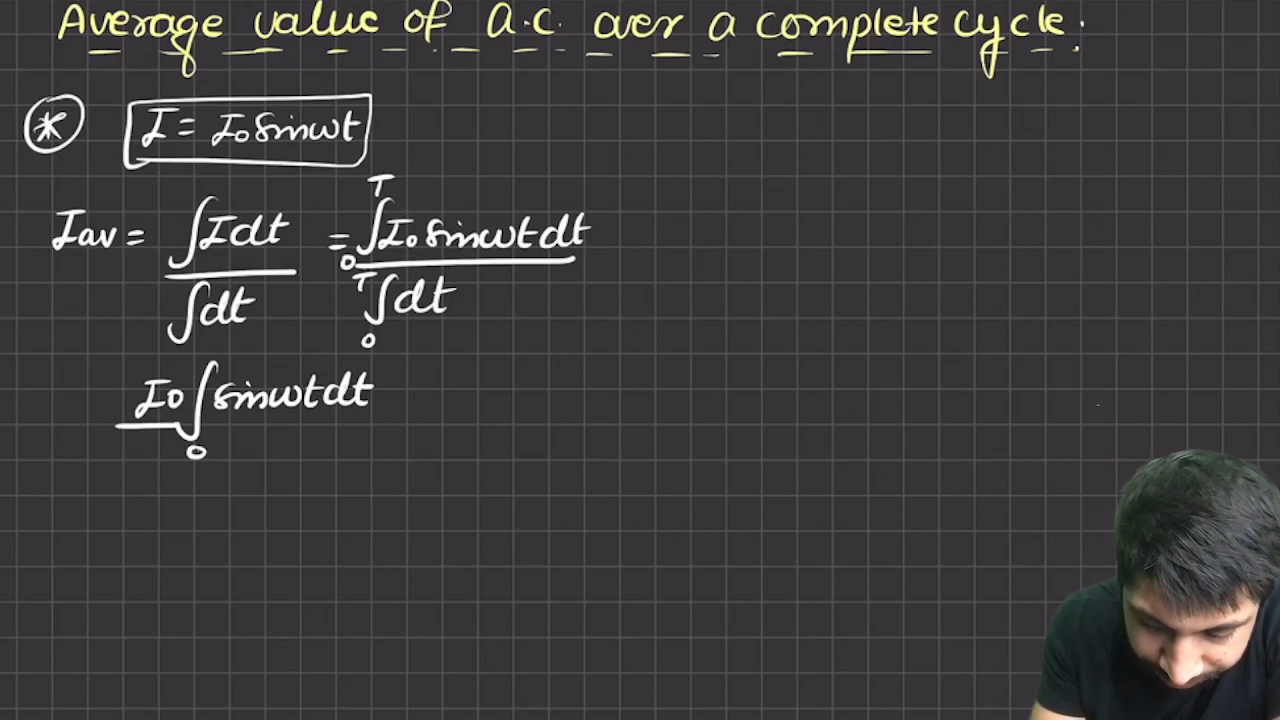 Average value of a.c. over a complete cycle:
* I = I₀ sinωt
Iav = ∫Idt / ∫dt = ∫₀ᵀ I₀ sinωt dt / ∫₀ᵀ dt
I₀ ∫₀ sinωt dt